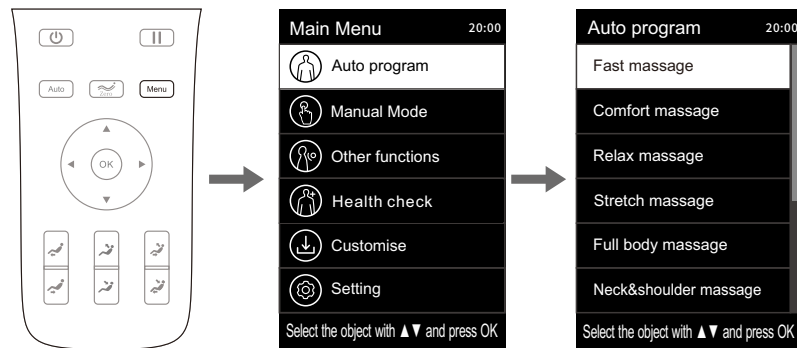 Auto
Zero
Menu
OK
Main Menu 20:00
Auto program
Manual Mode
Other functions
Health check
Customise
Setting
Select the object with ▲▼ and press OK
Auto program 20:00
Fast massage
Comfort massage
Relax massage
Stretch massage
Full body massage
Neck&shoulder massage
Select the object with ▲▼ and press OK